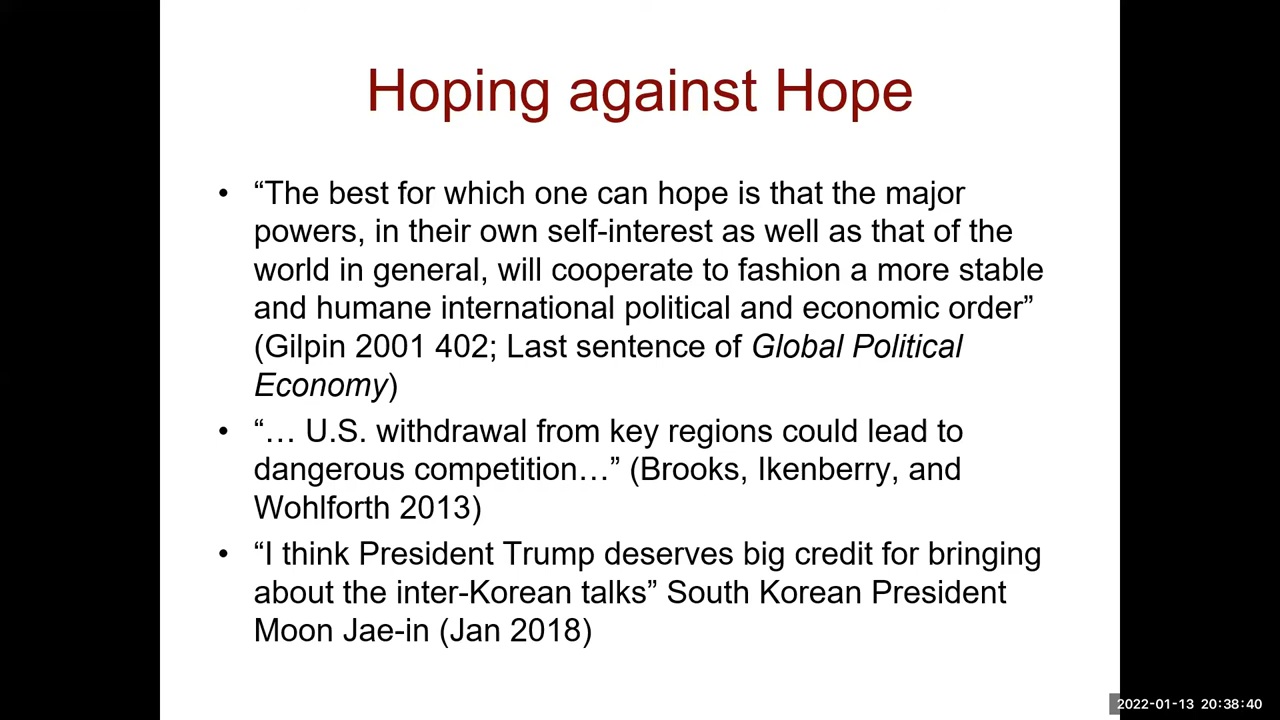 Hoping against Hope
• “The best for which one can hope is that the major
powers, in their own self-interest as well as that of the
world in general, will cooperate to fashion a more stable
and humane international political and economic order”
(Gilpin 2001 402; Last sentence of Global Political
Economy)
• “… U.S. withdrawal from key regions could lead to
dangerous competition…” (Brooks, Ikenberry, and
Wohlforth 2013)
• “I think President Trump deserves big credit for bringing
about the inter-Korean talks” South Korean President
Moon Jae-in (Jan 2018)
2022-01-13 20:38:40